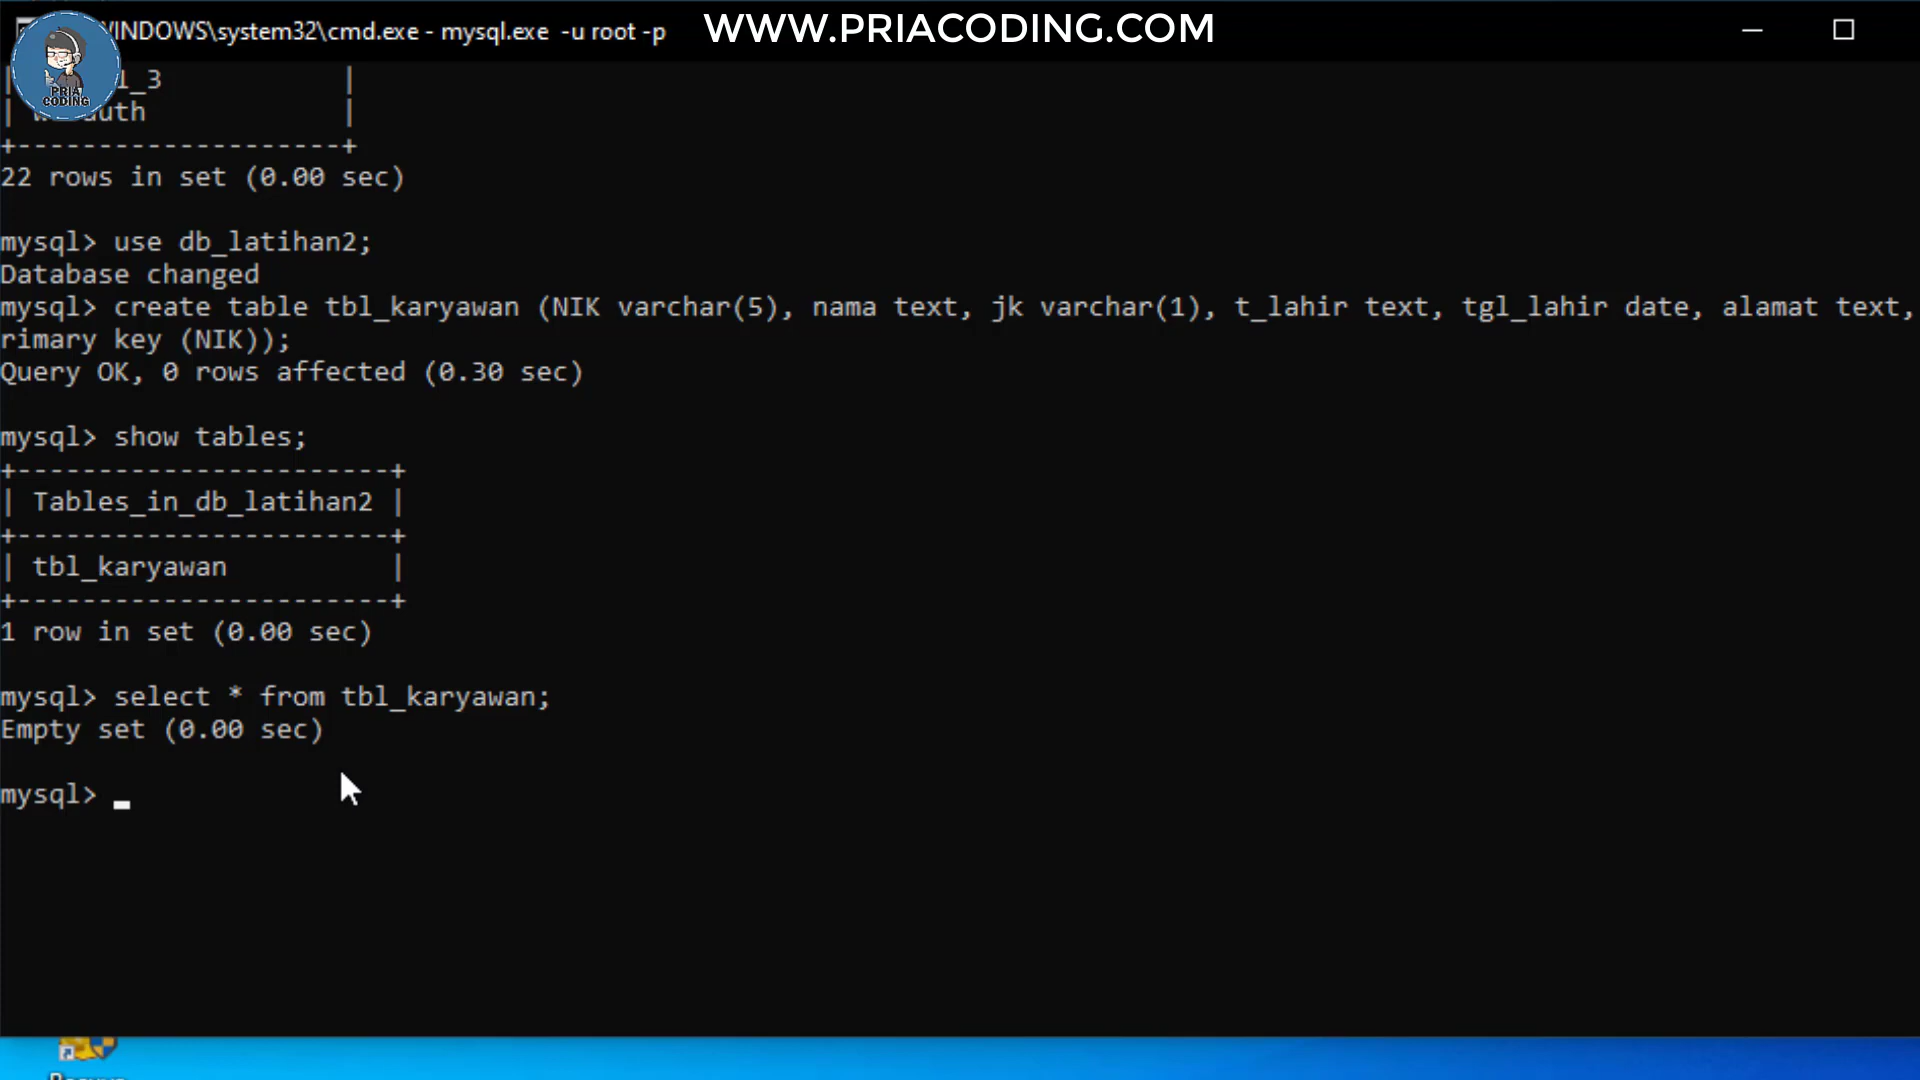 WINDOWS\system32\cmd.exe - mysql.exe -u root -p
WWW.PRIACODING.COM
PRIA
CODING
| l_3 |
| auth |
+--------------------+
22 rows in set (0.00 sec)
mysql> use db_latihan2;
Database changed
mysql> create table tbl_karyawan (NIK varchar(5), nama text, jk varchar(1), t_lahir text, tgl_lahir date, alamat text,
rimary key (NIK));
Query OK, 0 rows affected (0.30 sec)
mysql> show tables;
+-----------------------+
| Tables_in_db_latihan2 |
+-----------------------+
| tbl_karyawan |
+-----------------------+
1 row in set (0.00 sec)
mysql> select * from tbl_karyawan;
Empty set (0.00 sec)
mysql> _